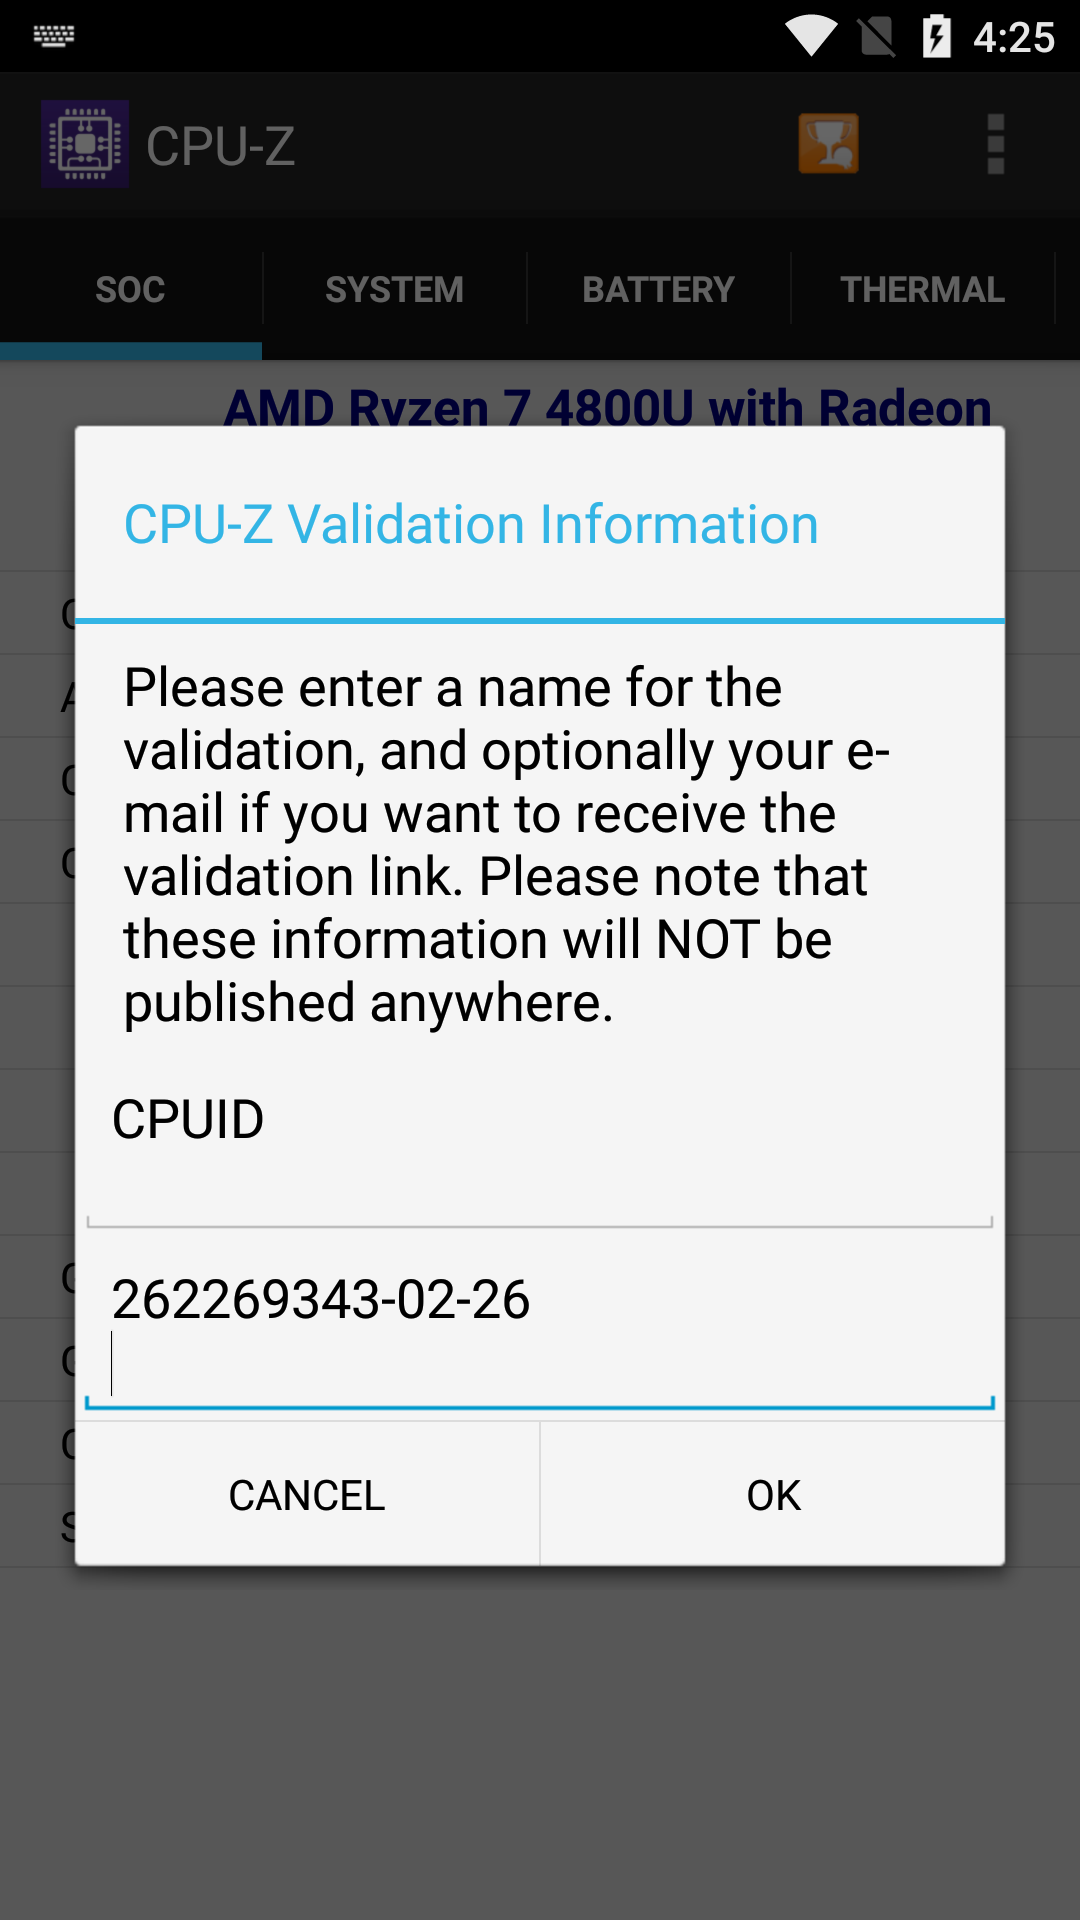 4:25
CPU-Z
SOC
SYSTEM
BATTERY
THERMAL
AMD Ryzen 7 4800U with Radeon
CPU-Z Validation Information
Please enter a name for the
validation, and optionally your e-
mail if you want to receive the
validation link. Please note that
these information will NOT be
published anywhere.
CPUID
262269343-02-26
CANCEL
OK